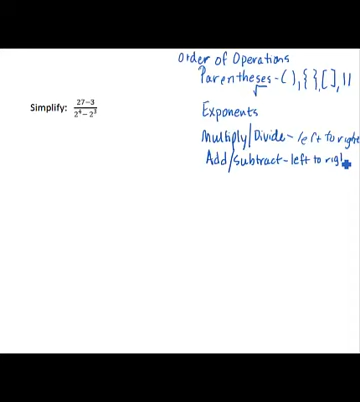 Order of Operations
Parentheses - ( ), { }, [ ], | |
Simplify: (27−3)/(2⁴ − 2³)
Exponents
Multiply/Divide - left to right
Add/subtract - left to righ